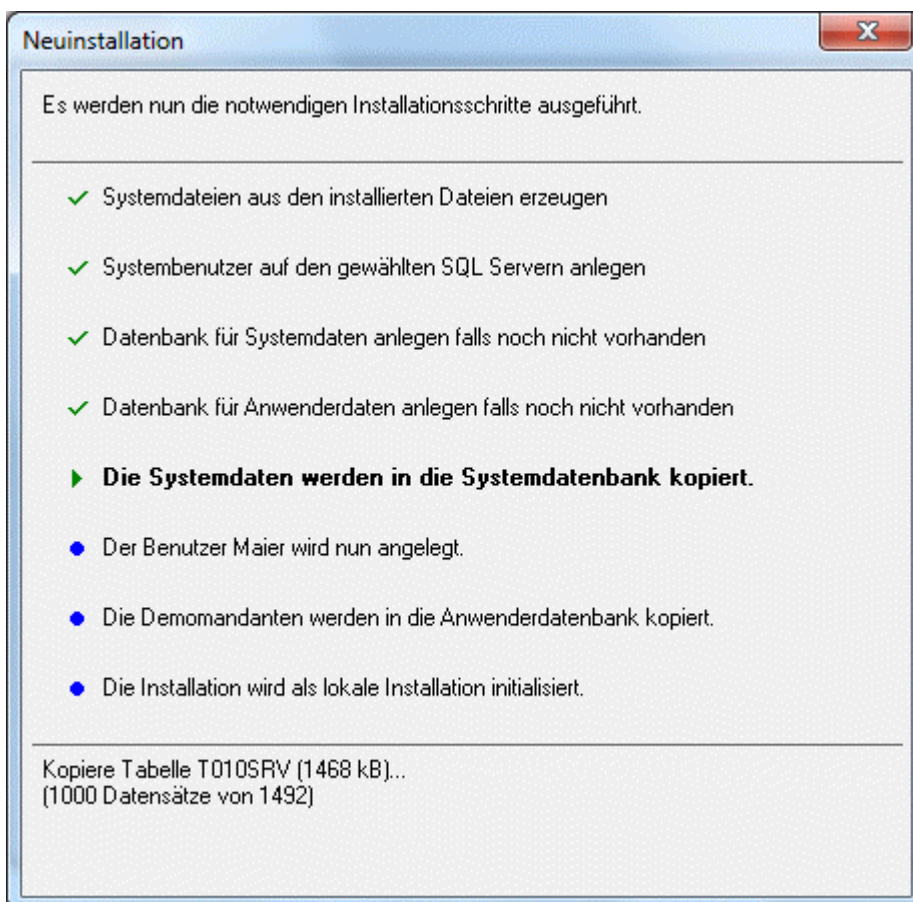 Neuinstallation
Es werden nun die notwendigen Installationsschritte ausgeführt.
Systemdateien aus den installierten Dateien erzeugen
Systembenutzer auf den gewählten SQL Servern anlegen
Datenbank für Systemdaten anlegen falls noch nicht vorhanden
Datenbank für Anwenderdaten anlegen falls noch nicht vorhanden
Die Systemdaten werden in die Systemdatenbank kopiert.
Der Benutzer Maier wird nun angelegt.
Die Demomandanten werden in die Anwenderdatenbank kopiert.
Die Installation wird als lokale Installation initialisiert.
Kopiere Tabelle T010SRV (1468 kB)...
(1000 Datensätze von 1492)